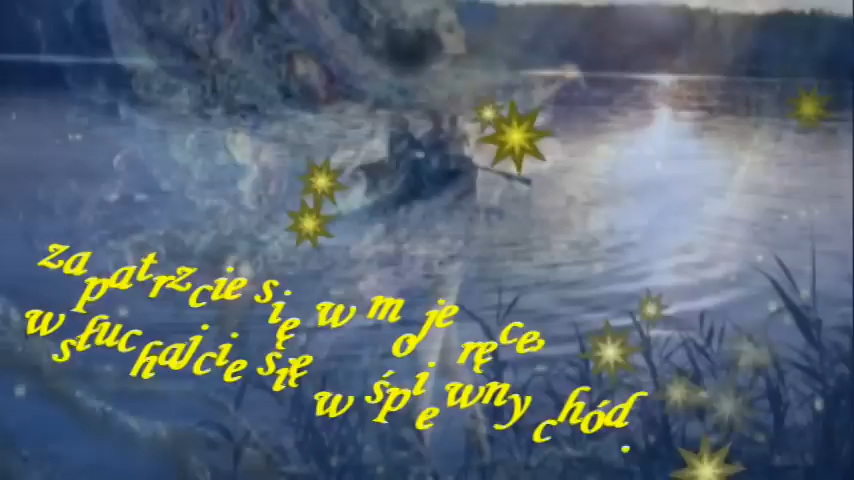 zapatrzcie się w moje ręce,
wsłuchajcie się w śpiewny chód.